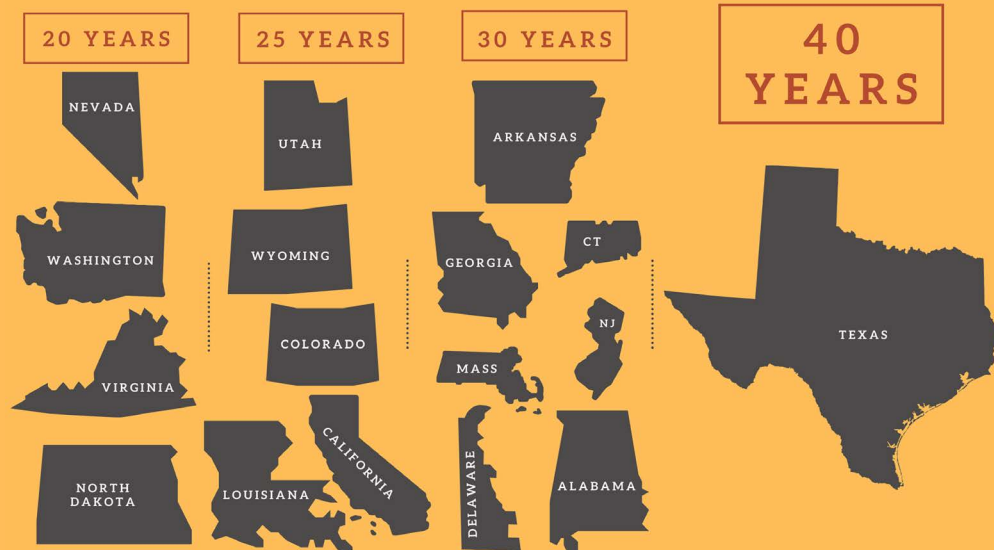 20 YEARS
NEVADA
WASHINGTON
VIRGINIA
NORTH
DAKOTA
25 YEARS
UTAH
WYOMING
COLORADO
LOUISIANA
CALIFORNIA
30 YEARS
ARKANSAS
GEORGIA
CT
NJ
MASS
DELAWARE
ALABAMA
40
YEARS
TEXAS